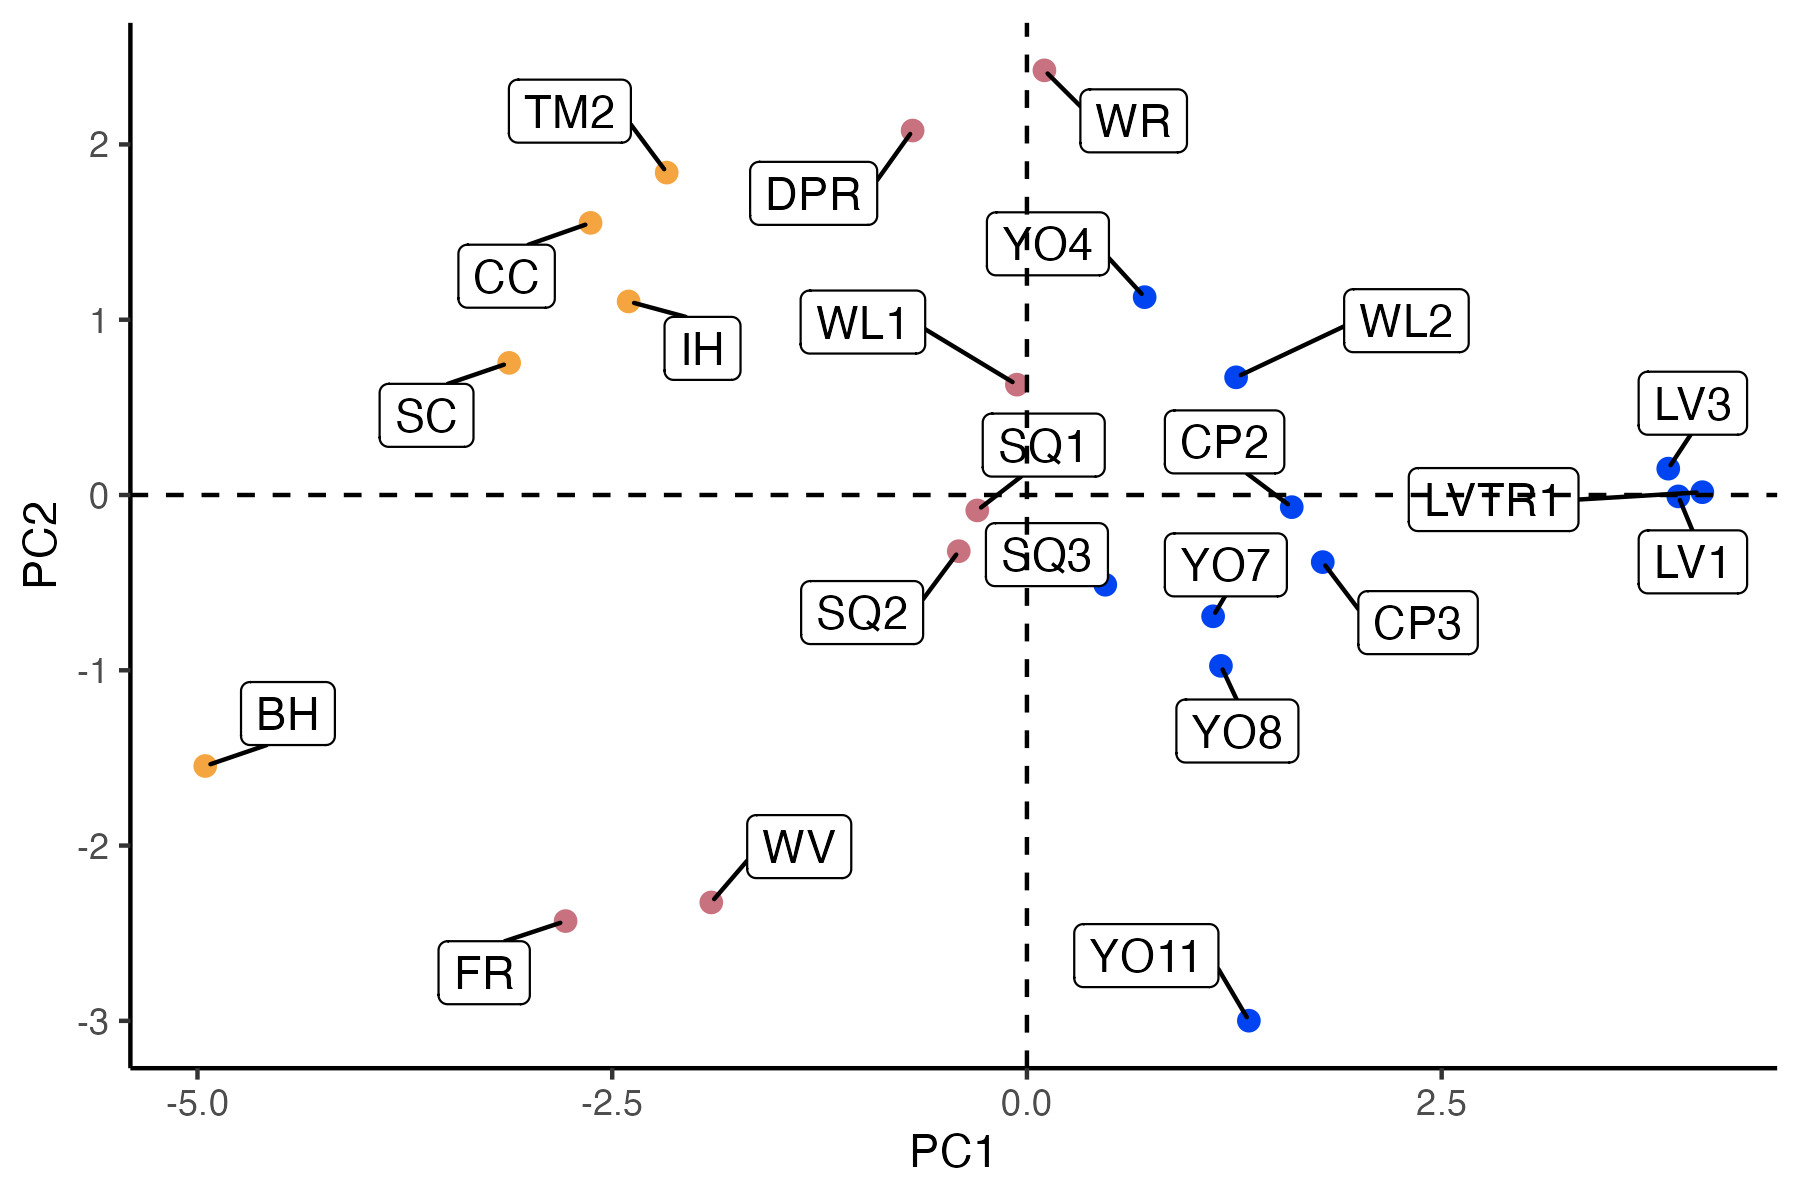 WR
TM2
2
DPR
YO4
CC
WL1
WL2
1
IH
LV3
SC
SQ1
CP2
0
LVTR1
SQ3
YO7
LV1
SQ2
CP3
PC2
-1
BH
YO8
-2
WV
YO11
FR
-3
-5.0
-2.5
0.0
2.5
PC1